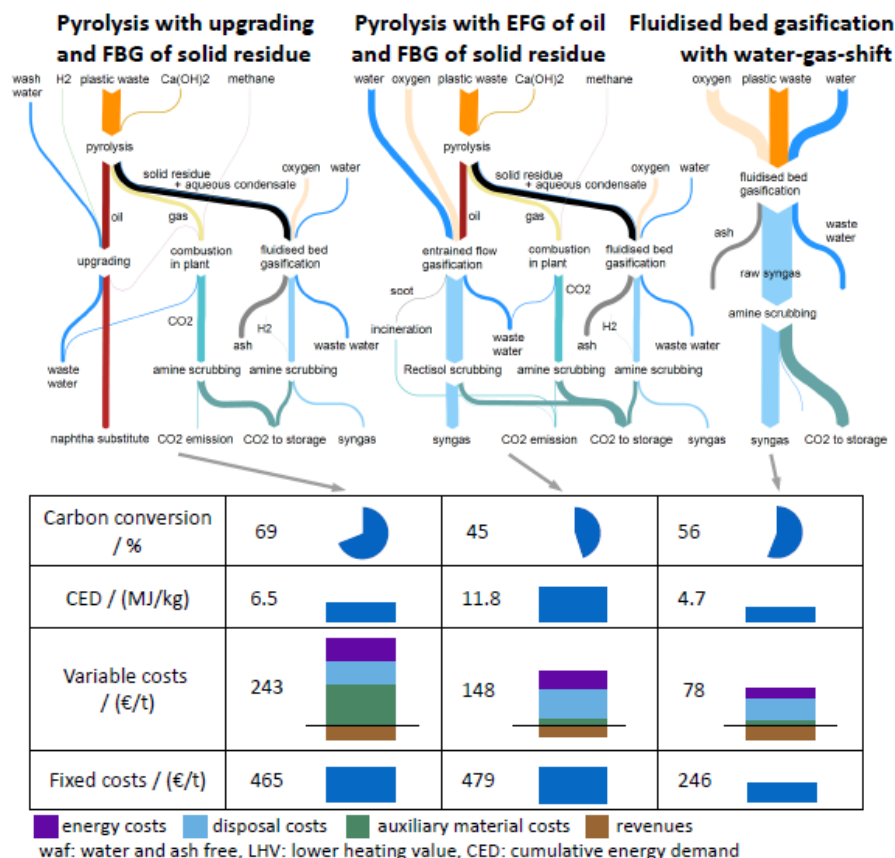 Pyrolysis with upgrading
and FBG of solid residue
Pyrolysis with EFG of oil
and FBG of solid residue
Fluidised bed gasification
with water-gas-shift
wash
water
H2
plastic waste
Ca(OH)2
methane
pyrolysis
solid residue
+ aqueous condensate
oxygen
water
gas
oil
upgrading
combustion
in plant
fluidised bed
gasification
CO2
H2
ash
waste
water
waste water
amine scrubbing
amine scrubbing
naphtha substitute
CO2 emission
CO2 to storage
syngas
water
oxygen
plastic waste
Ca(OH)2
methane
pyrolysis
solid residue
+ aqueous condensate
oxygen
water
oil
gas
entrained flow
gasification
combustion
in plant
fluidised bed
gasification
soot
CO2
incineration
H2
waste
water
ash
waste water
Rectisol scrubbing
amine scrubbing
amine scrubbing
syngas
CO2 emission
CO2 to storage
syngas
oxygen
plastic waste
water
fluidised bed
gasification
ash
waste
water
raw syngas
amine scrubbing
syngas
CO2 to storage
Carbon conversion
/ %
69
45
56
CED / (MJ/kg)
6.5
11.8
4.7
Variable costs
/ (€/t)
243
148
78
Fixed costs / (€/t)
465
479
246
energy costs
disposal costs
auxiliary material costs
revenues
waf: water and ash free, LHV: lower heating value, CED: cumulative energy demand